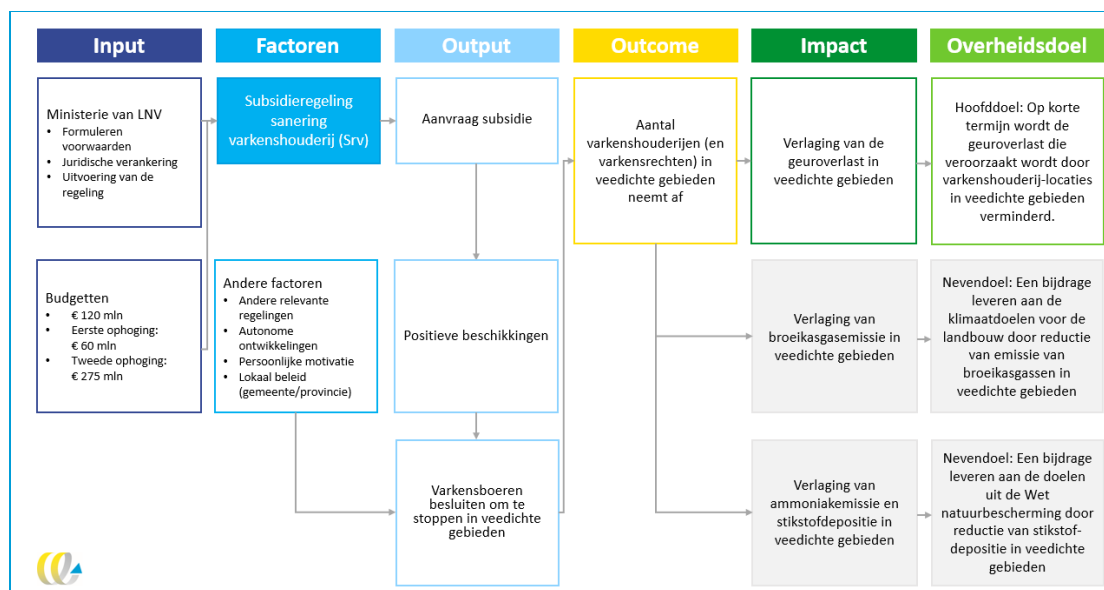 Input
Factoren
Output
Outcome
Impact
Overheidsdoel
Ministerie van LNV
• Formuleren
voorwaarden
• Juridische verankering
• Uitvoering van de
regeling
Subsidieregeling
sanering
varkenshouderij (Srv)
Aanvraag subsidie
Aantal
varkenshouderijen (en
varkensrechten) in
veedichte gebieden
neemt af
Verlaging van de
geuroverlast in
veedichte gebieden
Hoofddoel: Op korte
termijn wordt de
geuroverlast die
veroorzaakt wordt door
varkenshouderij-locaties
in veedichte gebieden
verminderd.
Budgetten
• € 120 mln
• Eerste ophoging:
€ 60 mln
• Tweede ophoging:
€ 275 mln
Andere factoren
• Andere relevante
regelingen
• Autonome
ontwikkelingen
• Persoonlijke motivatie
• Lokaal beleid
(gemeente/provincie)
Positieve beschikkingen
Verlaging van
broeikasgasemissie in
veedichte gebieden
Nevendoel: Een bijdrage
leveren aan de
klimaatdoelen voor de
landbouw door reductie
van emissie van
broeikasgassen in
veedichte gebieden
Varkensboeren
besluiten om te
stoppen in veedichte
gebieden
Verlaging van
ammoniakemissie en
stikstofdepositie in
veedichte gebieden
Nevendoel: Een bijdrage
leveren aan de doelen
uit de Wet
natuurbescherming door
reductie van stikstof-
depositie in veedichte
gebieden